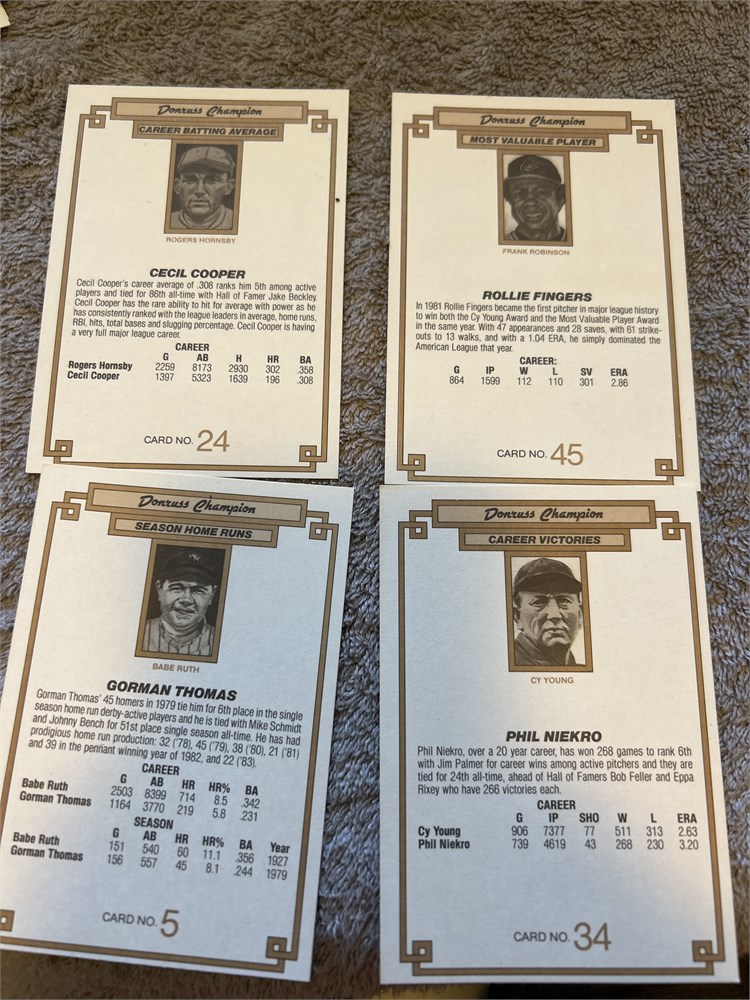 Donruss Champion
CAREER BATTING AVERAGE
ROGERS HORNSBY
CECIL COOPER
Cecil Cooper's career average of .308 ranks him 5th among active
players and tied for 86th all-time with Hall of Famer Jake Beckley.
Cecil Cooper has the rare ability to hit for average with power as he
has consistently ranked with the league leaders in average, home runs,
RBI, hits, total bases and slugging percentage. Cecil Cooper is having
a very full major league career.
CAREER
G AB H HR BA
Rogers Hornsby 2259 8173 2930 302 .358
Cecil Cooper 1397 5323 1639 196 .308
CARD NO. 24
Donruss Champion
MOST VALUABLE PLAYER
FRANK ROBINSON
ROLLIE FINGERS
In 1981 Rollie Fingers became the first pitcher in major league history
to win both the Cy Young Award and the Most Valuable Player Award
in the same year. With 47 appearances and 28 saves, with 61 strike-
outs to 13 walks, and with a 1.04 ERA, he simply dominated the
American League that year.
CAREER:
G IP W L SV ERA
864 1599 112 110 301 2.86
CARD NO. 45
Donruss Champion
SEASON HOME RUNS
BABE RUTH
GORMAN THOMAS
Gorman Thomas' 45 homers in 1979 tie him for 6th place in the single
season home run derby-active players and he is tied with Mike Schmidt
and Johnny Bench for 51st place single season all-time. He has had
prodigious home run production: 32 ('78), 45 ('79), 38 ('80), 21 ('81)
and 39 in the pennant winning year of 1982, and 22 ('83).
CAREER
G AB HR HR% BA
Babe Ruth 2503 8399 714 8.5 .342
Gorman Thomas 1164 3770 219 5.8 .231
SEASON
G AB HR HR% BA Year
Babe Ruth 151 540 60 11.1 .356 1927
Gorman Thomas 156 557 45 8.1 .244 1979
CARD NO. 5
Donruss Champion
CAREER VICTORIES
CY YOUNG
PHIL NIEKRO
Phil Niekro, over a 20 year career, has won 268 games to rank 6th
with Jim Palmer for career wins among active pitchers and they are
tied for 24th all-time, ahead of Hall of Famers Bob Feller and Eppa
Rixey who have 266 victories each.
CAREER
G IP SHO W L ERA
Cy Young 906 7377 77 511 313 2.63
Phil Niekro 739 4619 43 268 230 3.20
CARD NO. 34